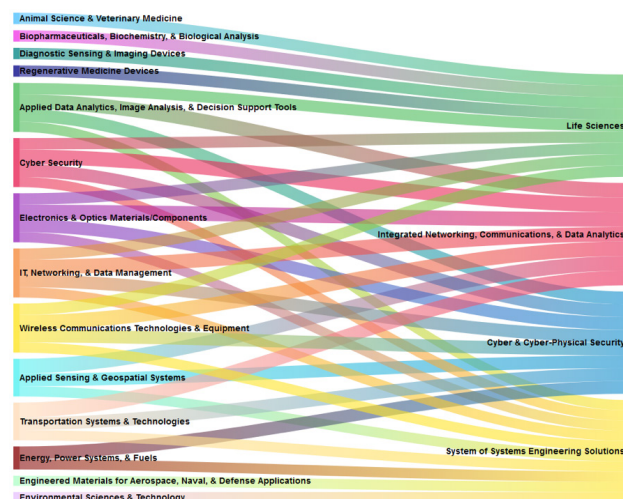 Animal Science & Veterinary Medicine
Biopharmaceuticals, Biochemistry, & Biological Analysis
Diagnostic Sensing & Imaging Devices
Regenerative Medicine Devices
Applied Data Analytics, Image Analysis, & Decision Support Tools
Life Sciences
Cyber Security
Electronics & Optics Materials/Components
Integrated Networking, Communications, & Data Analytics
IT, Networking, & Data Management
Wireless Communications Technologies & Equipment
Cyber & Cyber-Physical Security
Applied Sensing & Geospatial Systems
Transportation Systems & Technologies
System of Systems Engineering Solutions
Energy, Power Systems, & Fuels
Engineered Materials for Aerospace, Naval, & Defense Applications
Environmental Sciences & Technology